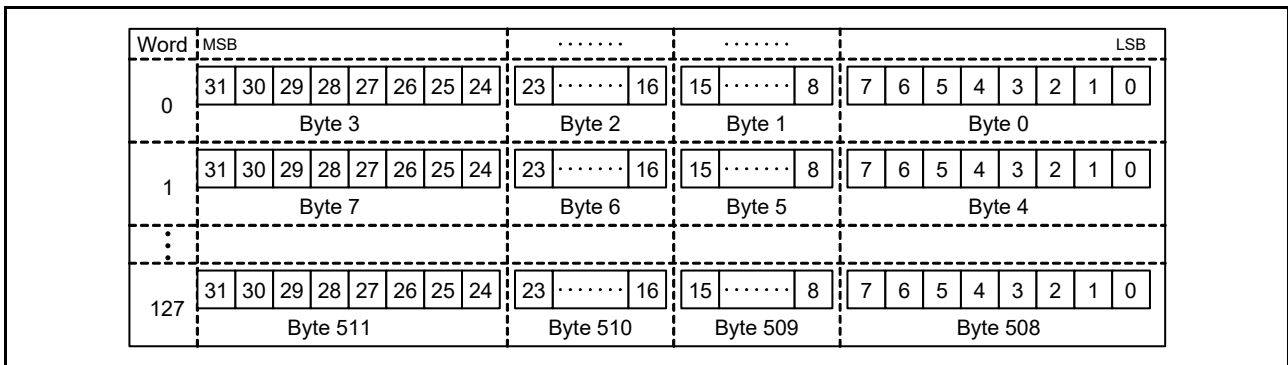 Word MSB ······· ······· LSB
0 31 30 29 28 27 26 25 24 23 ······· 16 15 ······· 8 7 6 5 4 3 2 1 0
Byte 3 Byte 2 Byte 1 Byte 0
1 31 30 29 28 27 26 25 24 23 ······· 16 15 ······· 8 7 6 5 4 3 2 1 0
Byte 7 Byte 6 Byte 5 Byte 4
⋮
127 31 30 29 28 27 26 25 24 23 ······· 16 15 ······· 8 7 6 5 4 3 2 1 0
Byte 511 Byte 510 Byte 509 Byte 508